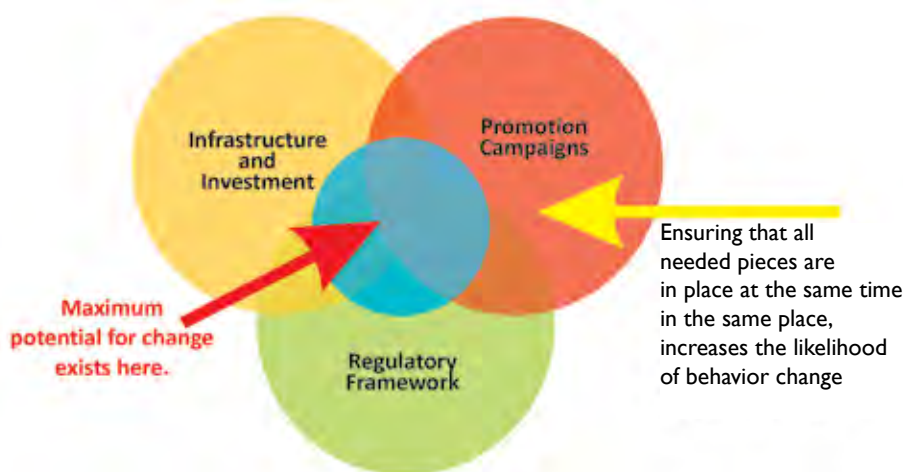 Infrastructure
and
Investment
Promotion
Campaigns
Ensuring that all
needed pieces are
in place at the same time
in the same place,
increases the likelihood
of behavior change
Maximum
potential for change
exists here.
Regulatory
Framework